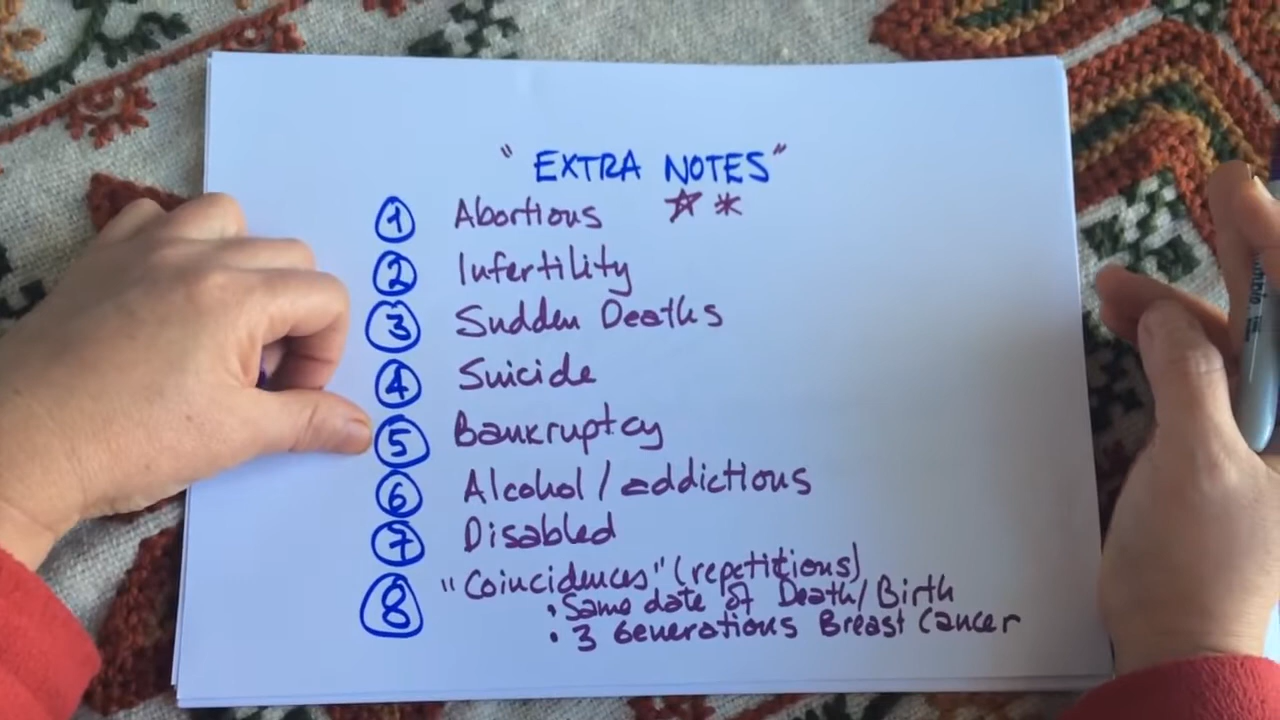 "EXTRA NOTES"
1 Abortions ☆ *
2 Infertility
3 Sudden Deaths
4 Suicide
5 Bankruptcy
6 Alcohol / addictions
7 Disabled
8 "Coincidences" (repetitions)
• Same date of Death/Birth
• 3 Generations Breast Cancer